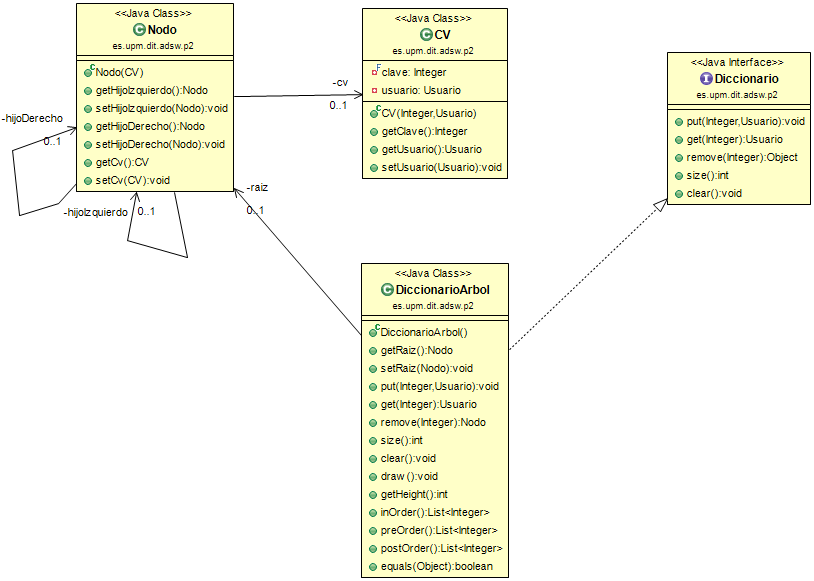 <<Java Class>>
Nodo
es.upm.dit.adsw.p2
Nodo(CV)
getHijoIzquierdo():Nodo
setHijoIzquierdo(Nodo):void
getHijoDerecho():Nodo
setHijoDerecho(Nodo):void
getCv():CV
setCv(CV):void
-hijoDerecho
0..1
-hijoIzquierdo
0..1
-cv
0..1
<<Java Class>>
CV
es.upm.dit.adsw.p2
clave: Integer
usuario: Usuario
CV(Integer,Usuario)
getClave():Integer
getUsuario():Usuario
setUsuario(Usuario):void
<<Java Interface>>
Diccionario
es.upm.dit.adsw.p2
put(Integer,Usuario):void
get(Integer):Usuario
remove(Integer):Object
size():int
clear():void
-raiz
0..1
<<Java Class>>
DiccionarioArbol
es.upm.dit.adsw.p2
DiccionarioArbol()
getRaiz():Nodo
setRaiz(Nodo):void
put(Integer,Usuario):void
get(Integer):Usuario
remove(Integer):Nodo
size():int
clear():void
draw():void
getHeight():int
inOrder():List<Integer>
preOrder():List<Integer>
postOrder():List<Integer>
equals(Object):boolean